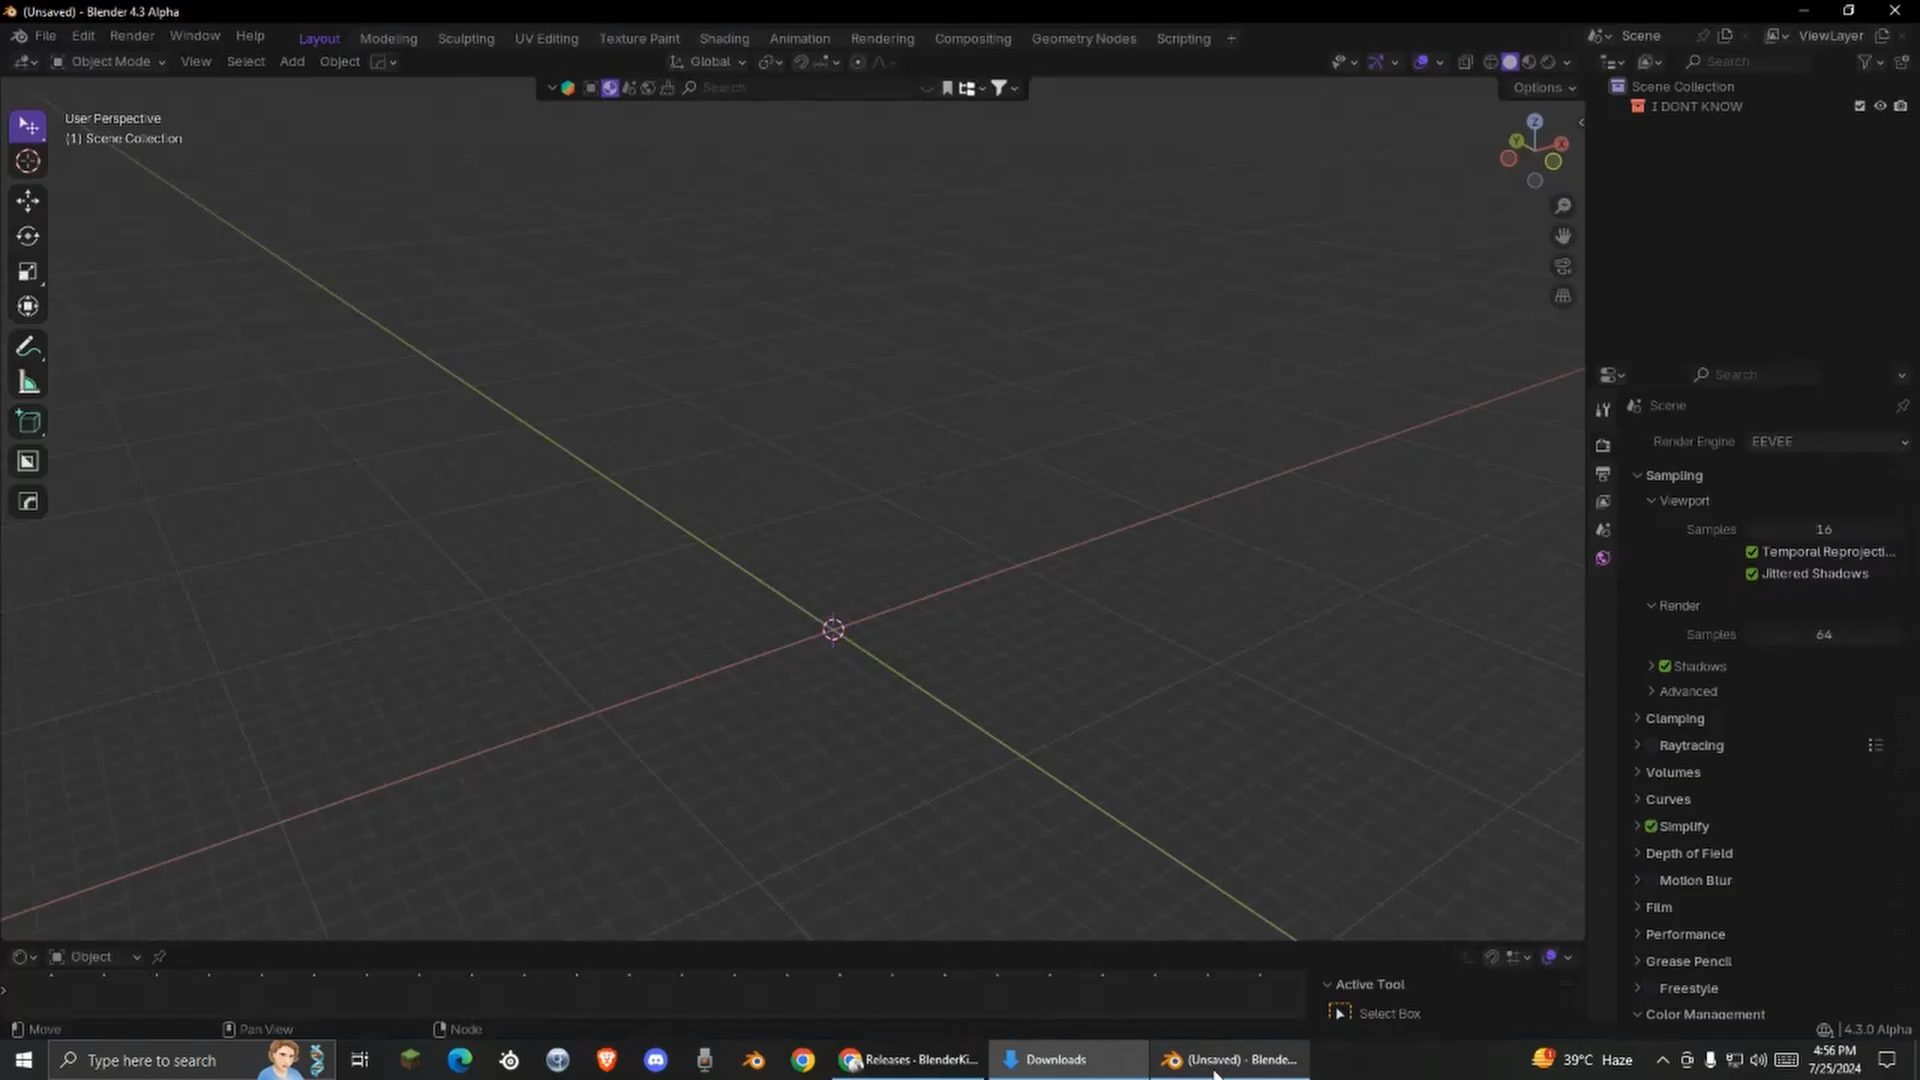 (Unsaved) - Blender 4.3 Alpha
File Edit Render Window Help
Layout Modeling Sculpting UV Editing Texture Paint Shading Animation Rendering Compositing Geometry Nodes Scripting +
Scene
ViewLayer
Object Mode View Select Add Object
Global
Search
Search
Options
Scene Collection
I DONT KNOW
User Perspective
(1) Scene Collection
Z
Y
X
Search
Scene
Render Engine EEVEE
Sampling
Viewport
Samples 16
Temporal Reprojecti...
Jittered Shadows
Render
Samples 64
Shadows
Advanced
Clamping
Raytracing
Volumes
Curves
Simplify
Depth of Field
Motion Blur
Film
Performance
Grease Pencil
Freestyle
Color Management
Object
Active Tool
Select Box
Move Pan View Node
4.3.0 Alpha
Type here to search
Releases - BlenderKi...
Downloads
(Unsaved) - Blende...
1
39°C Haze
4:56 PM
7/25/2024